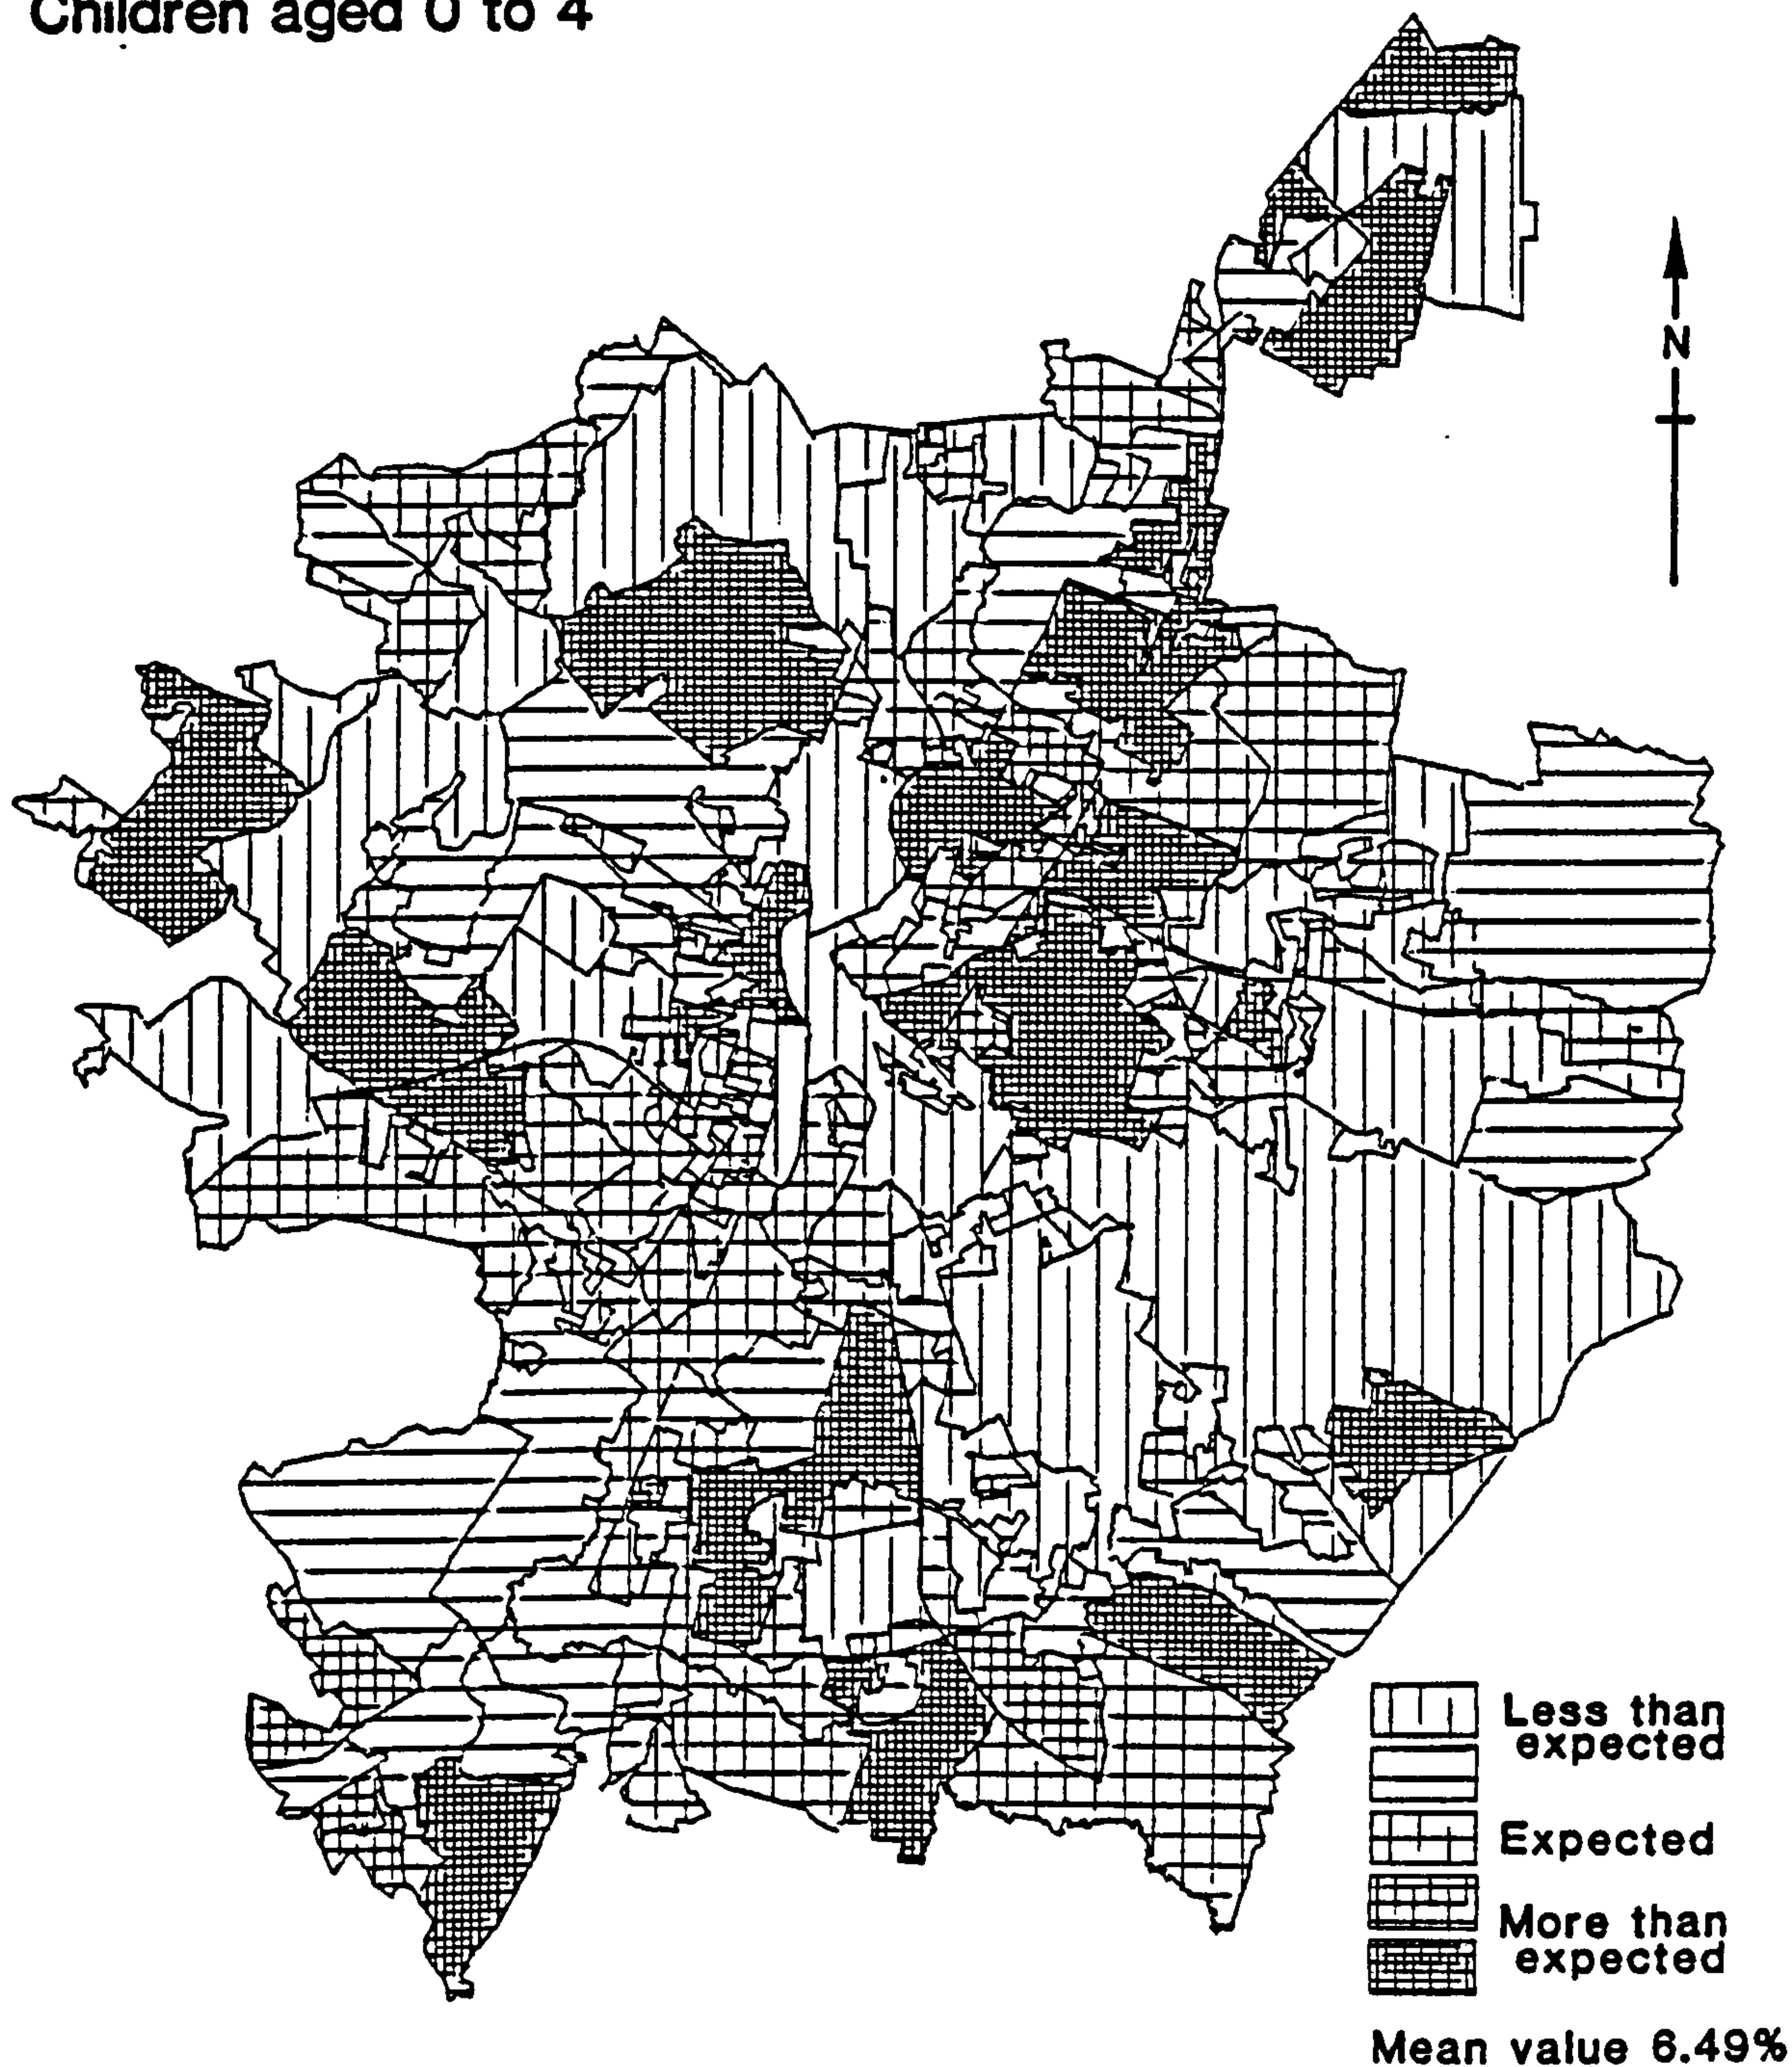 Children aged 0 to 4
N
Less than
expected
Expected
More than
expected
Mean value 6.49%